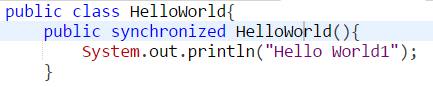 public class HelloWorld{
public synchronized HelloWorld(){
System.out.println("Hello World1");
}